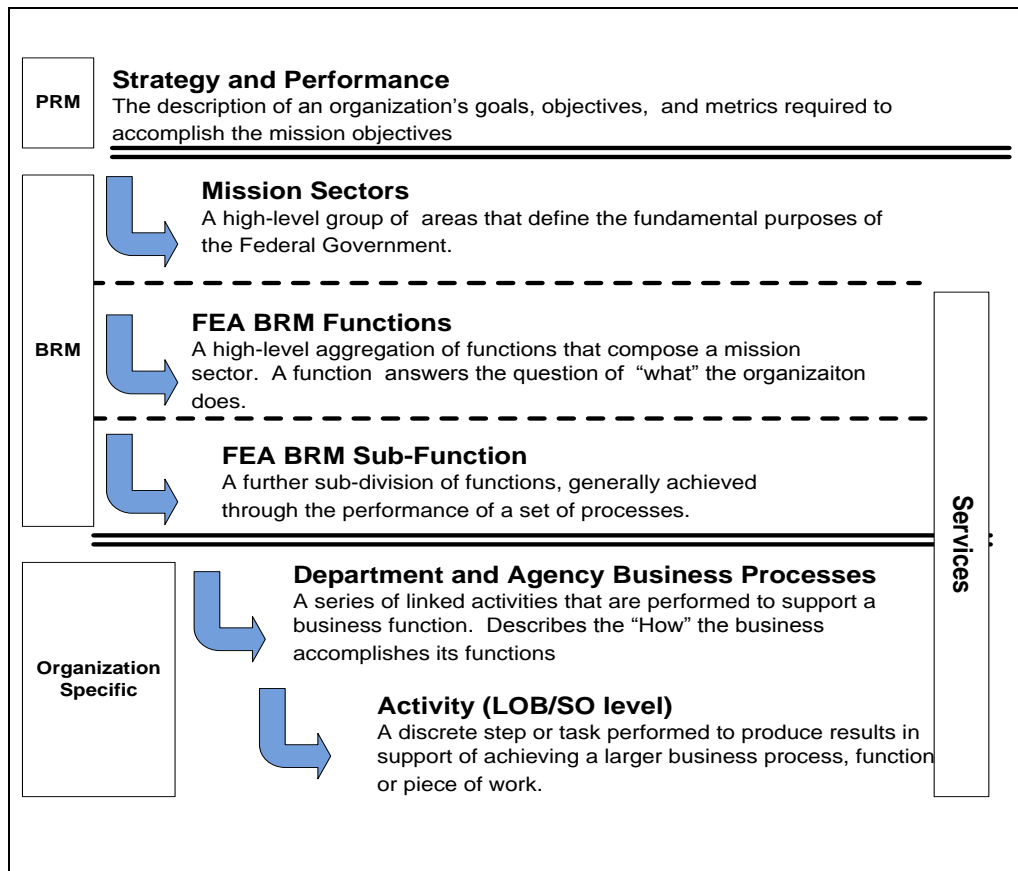 PRM
Strategy and Performance
The description of an organization's goals, objectives, and metrics required to
accomplish the mission objectives
BRM
Mission Sectors
A high-level group of areas that define the fundamental purposes of
the Federal Government.
FEA BRM Functions
A high-level aggregation of functions that compose a mission
sector. A function answers the question of "what" the organizaiton
does.
FEA BRM Sub-Function
A further sub-division of functions, generally achieved
through the performance of a set of processes.
Services
Organization
Specific
Department and Agency Business Processes
A series of linked activities that are performed to support a
business function. Describes the "How" the business
accomplishes its functions
Activity (LOB/SO level)
A discrete step or task performed to produce results in
support of achieving a larger business process, function
or piece of work.